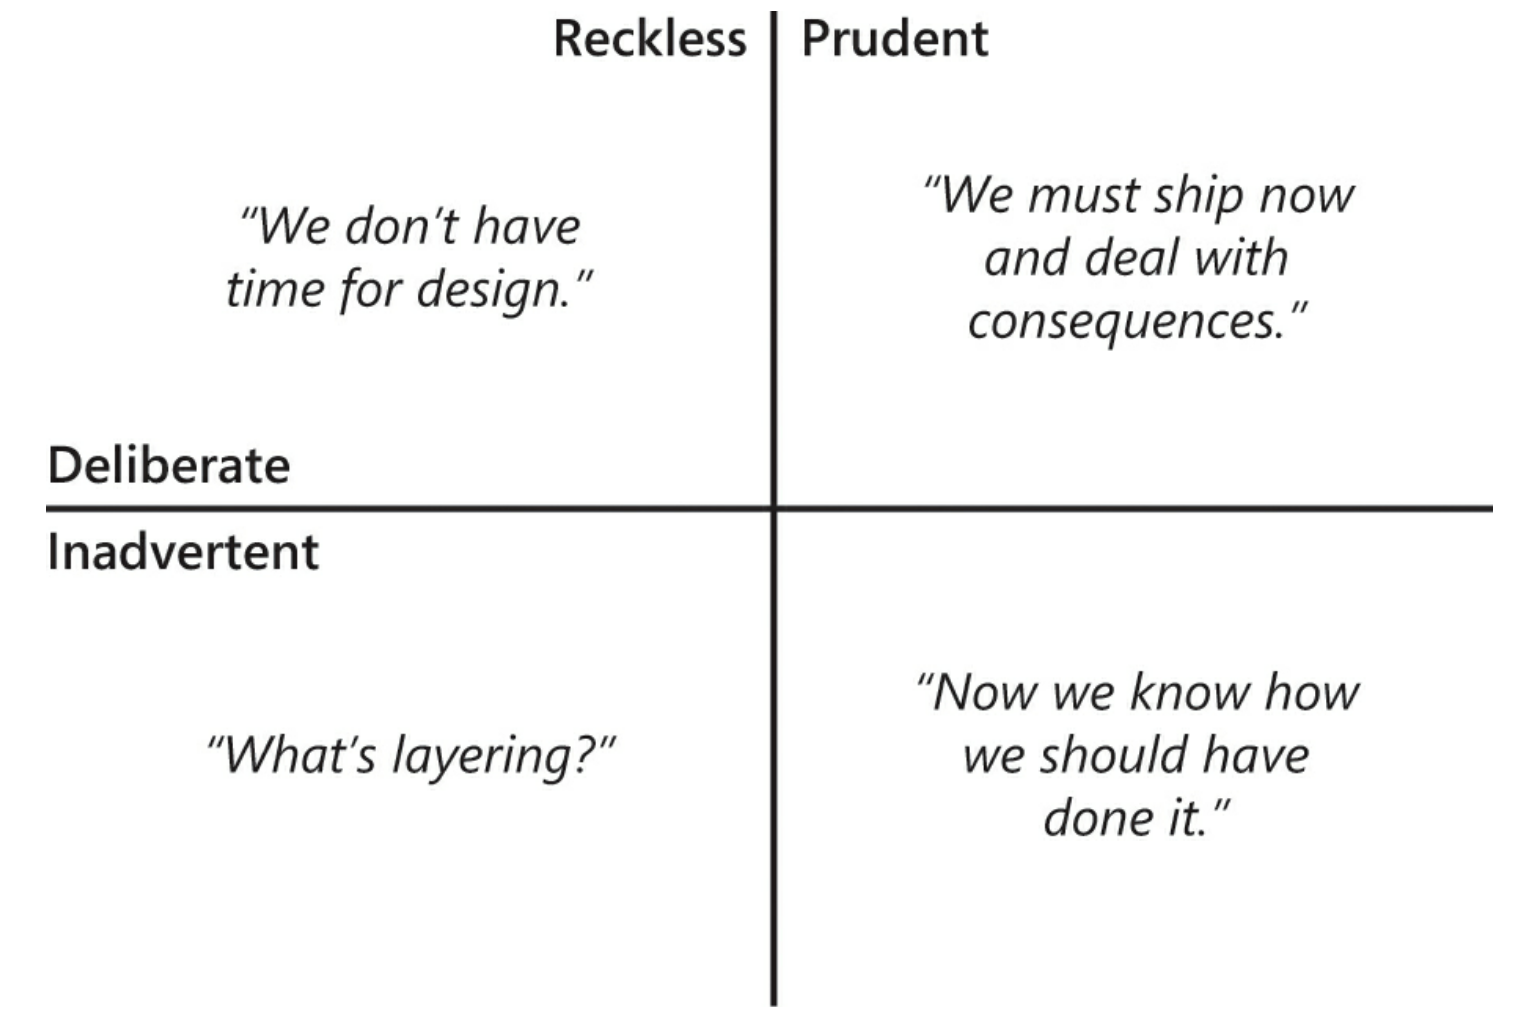 Reckless
Prudent
“We don’t have
time for design.”
“We must ship now
and deal with
consequences.”
Deliberate
Inadvertent
“What’s layering?”
“Now we know how
we should have
done it.”